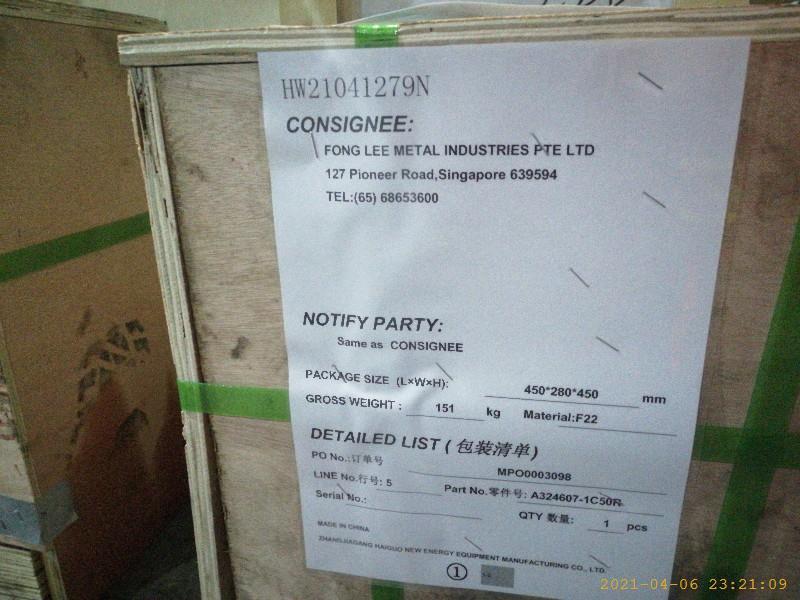 HW21041279N
CONSIGNEE:
FONG LEE METAL INDUSTRIES PTE LTD
127 Pioneer Road,Singapore 639594
TEL:(65) 68653600
NOTIFY PARTY:
Same as CONSIGNEE
PACKAGE SIZE (L×W×H): 450*280*450 mm
GROSS WEIGHT : 151 kg Material:F22
DETAILED LIST ( 包装清单)
PO No.:订单号 MPO0003098
LINE No.行号: 5 Part No.零件号: A324607-1C50R
Serial No.:
QTY 数量: 1 pcs
MADE IN CHINA
ZHANGJIAGANG HAIGUO NEW ENERGY EQUIPMENT MANUFACTURING CO., LTD.
①
2021-04-06 23:21:09